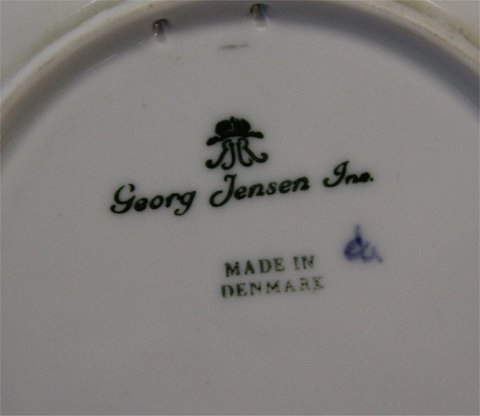 Georg Jensen Inc.
MADE IN
DENMARK